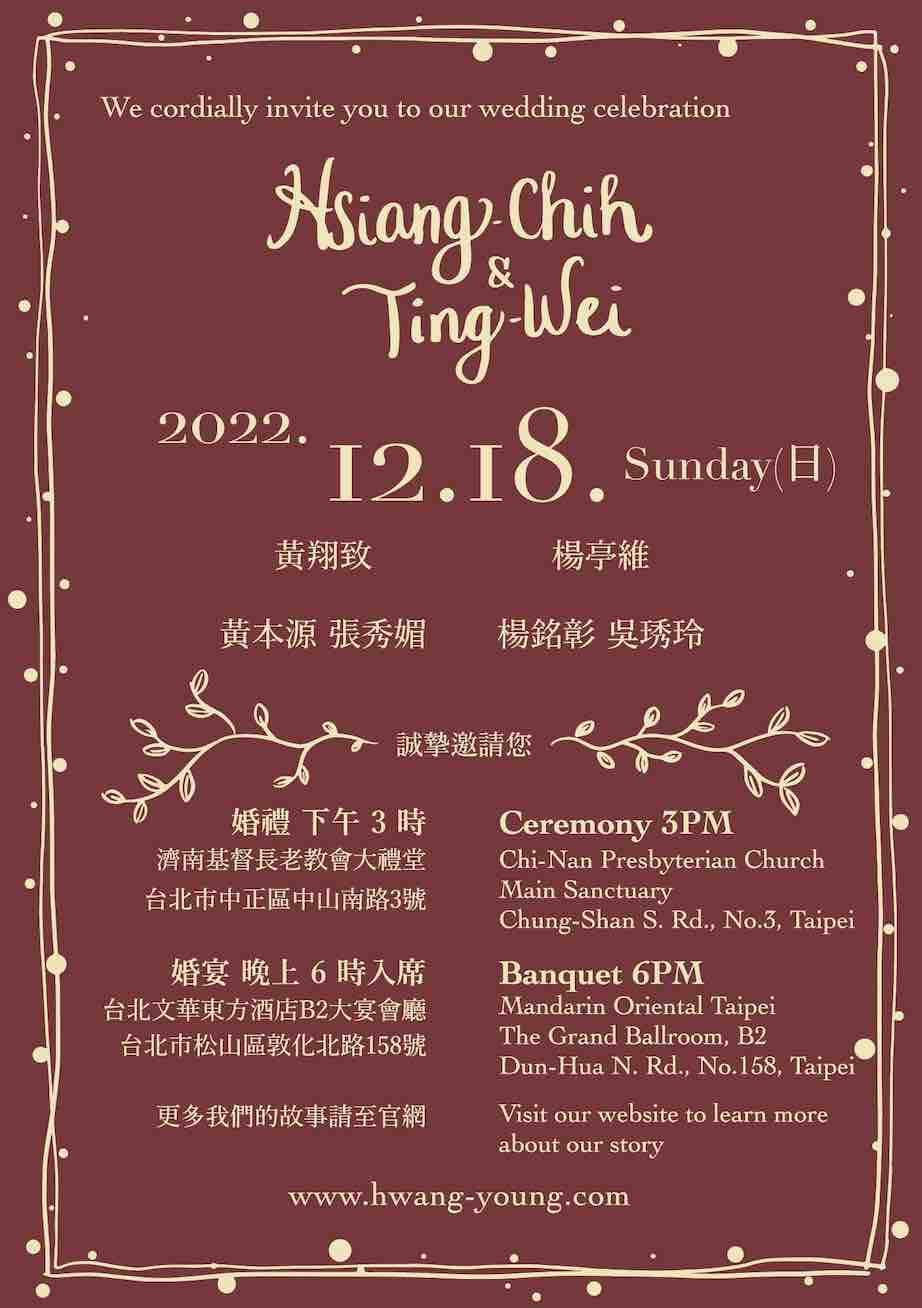 We cordially invite you to our wedding celebration
Hsiang-Chih
&
Ting-Wei
2022. 12.18. Sunday(日)
黃翔致 楊亭維
黃本源 張秀媚 楊銘彰 吳琇玲
誠摯邀請您
婚禮 下午 3 時
濟南基督長老教會大禮堂
台北市中正區中山南路3號
Ceremony 3PM
Chi-Nan Presbyterian Church
Main Sanctuary
Chung-Shan S. Rd., No.3, Taipei
婚宴 晚上 6 時入席
台北文華東方酒店B2大宴會廳
台北市松山區敦化北路158號
Banquet 6PM
Mandarin Oriental Taipei
The Grand Ballroom, B2
Dun-Hua N. Rd., No.158, Taipei
更多我們的故事請至官網
Visit our website to learn more
about our story
www.hwang-young.com